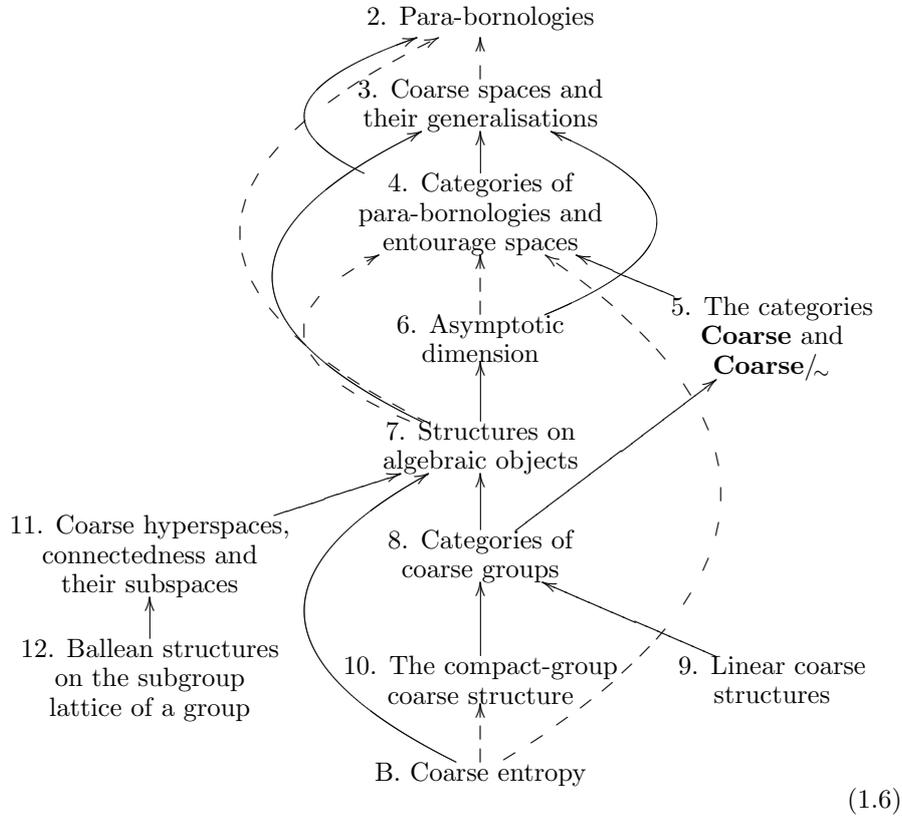 2. Para-bornologies
3. Coarse spaces and
their generalisations
4. Categories of
para-bornologies and
entourage spaces
5. The categories
Coarse and
Coarse/∼
6. Asymptotic
dimension
7. Structures on
algebraic objects
11. Coarse hyperspaces,
connectedness and
their subspaces
8. Categories of
coarse groups
12. Ballean structures
on the subgroup
lattice of a group
10. The compact-group
coarse structure
9. Linear coarse
structures
B. Coarse entropy
(1.6)